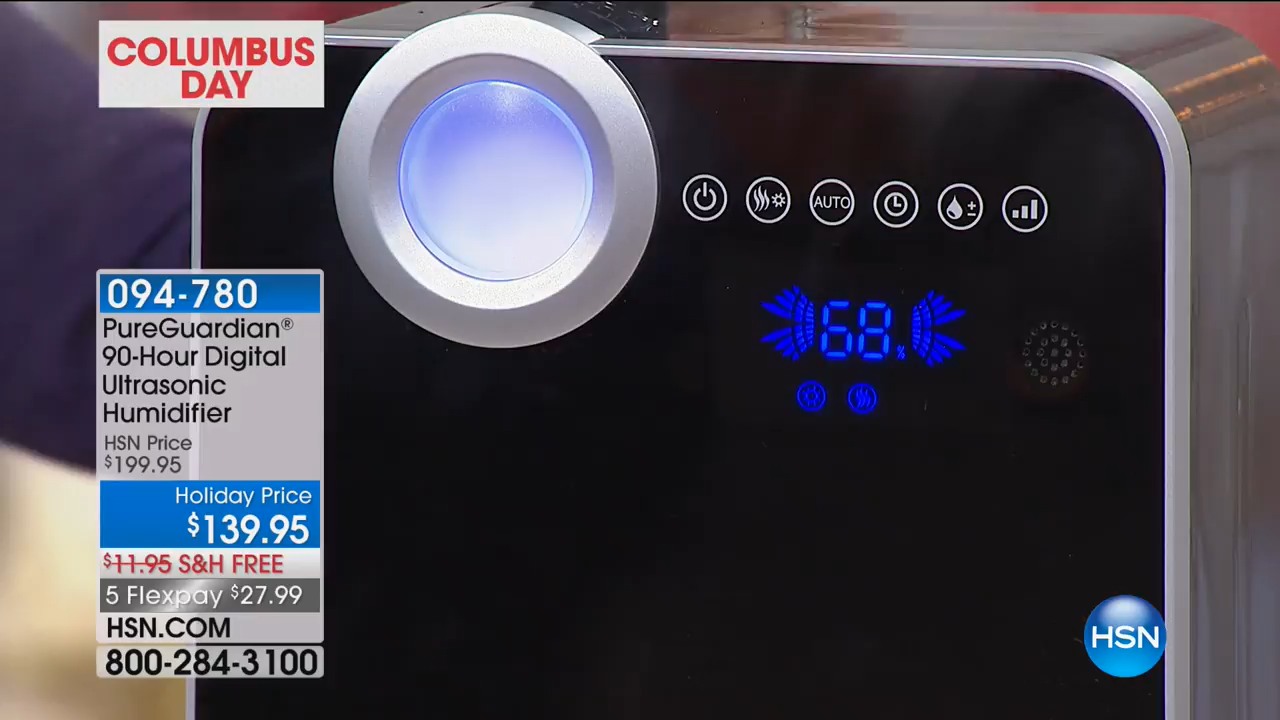 COLUMBUS
DAY
AUTO
68%
094-780
PureGuardian®
90-Hour Digital
Ultrasonic
Humidifier
HSN Price
$199.95
Holiday Price
$139.95
$11.95 S&H FREE
5 Flexpay $27.99
HSN.COM
800-284-3100
HSN